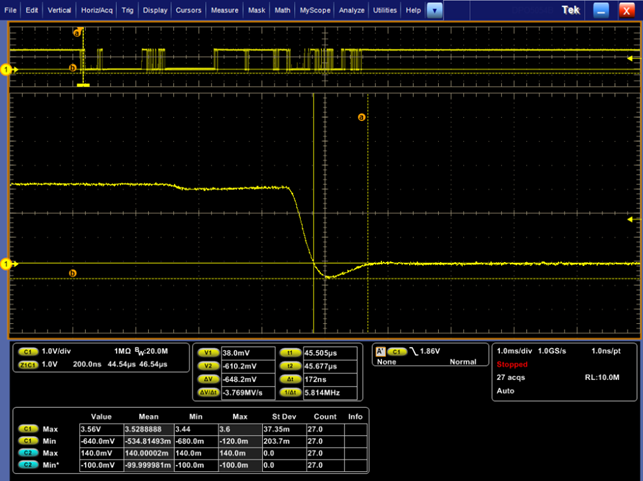 File Edit Vertical Horiz/Acq Trig Display Cursors Measure Mask Math MyScope Analyze Utilities Help Tek
a
b
1
a
1
b
C1 1.0V/div 1MΩ BW:20.0M
Z1C1 1.0V 200.0ns 44.54µs 46.54µs
V1 38.0mV t1 45.505µs
V2 -610.2mV t2 45.677µs
ΔV -648.2mV Δt 172ns
ΔV/Δt -3.769MV/s 1/Δt 5.814MHz
A' C1 1.86V
None Normal
1.0ms/div 1.0GS/s 1.0ns/pt
Stopped
27 acqs RL:10.0M
Auto
Value Mean Min Max St Dev Count Info
C1 Max 3.56V 3.5288888 3.44 3.6 37.35m 27.0
C1 Min -640.0mV -534.81493m -680.0m -120.0m 203.7m 27.0
C2 Max 140.0mV 140.00002m 140.0m 140.0m 0.0 27.0
C2 Min* -100.0mV -99.999981m -100.0m -100.0m 0.0 27.0